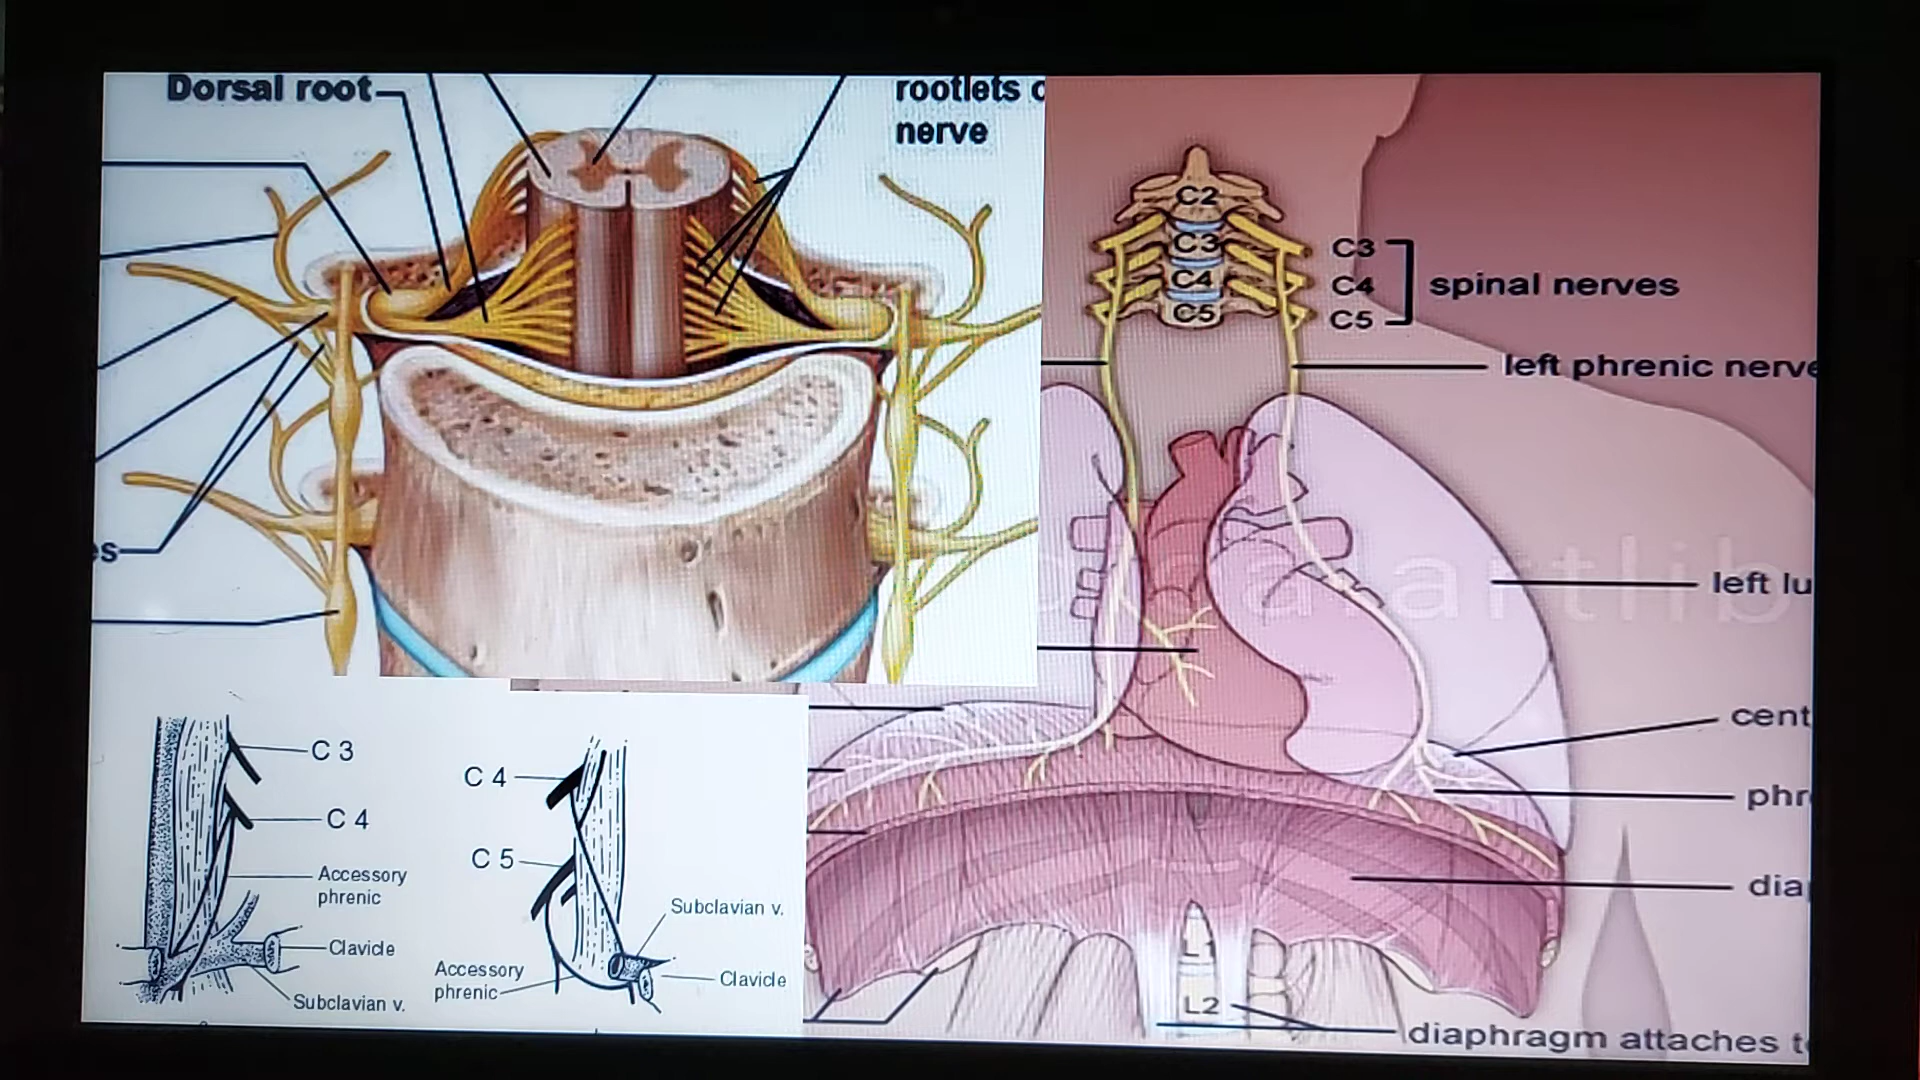 Dorsal root
rootlets
nerve
C2
C3
C4
C5
C3
C4
C5
spinal nerves
left phrenic nerve
left lu
cent
phr
dia
L2
diaphragm attaches t
C 3
C 4
Accessory
phrenic
Clavicle
Subclavian v.
C 4
C 5
Subclavian v.
Accessory
phrenic
Clavicle